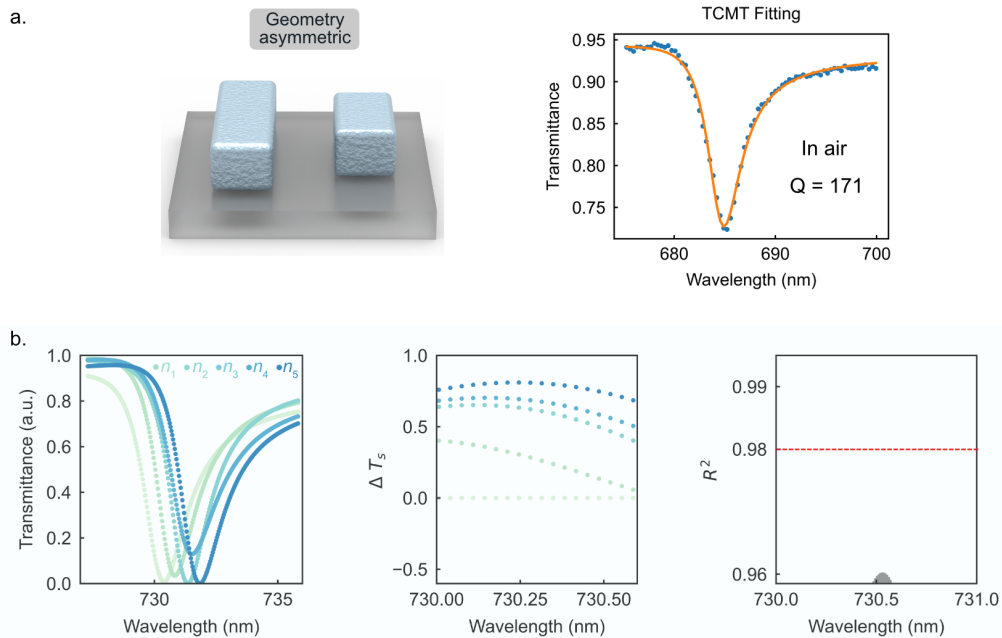 a.
Geometry
asymmetric
TCMT Fitting
0.95
0.90
0.85
0.80
0.75
Transmittance
In air
Q = 171
680
690
700
Wavelength (nm)
b.
1.0
0.8
0.6
0.4
0.2
0.0
Transmittance (a.u.)
n₁ n₂ n₃ n₄ n₅
730
735
Wavelength (nm)
1.0
0.5
0.0
−0.5
Δ Tₛ
730.00
730.25
730.50
Wavelength (nm)
0.99
0.98
0.96
R²
730.0
730.5
731.0
Wavelength (nm)